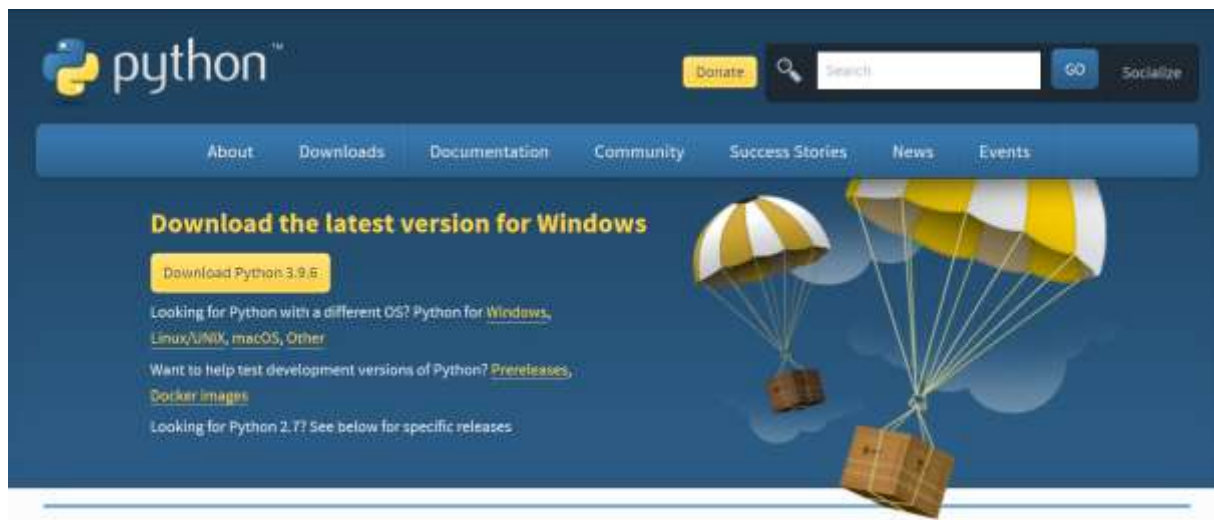 python™
Donate
Search
GO
Socialize
About Downloads Documentation Community Success Stories News Events
Download the latest version for Windows
Download Python 3.9.6
Looking for Python with a different OS? Python for Windows,
Linux/UNIX, macOS, Other
Want to help test development versions of Python? Prereleases,
Docker images
Looking for Python 2.7? See below for specific releases